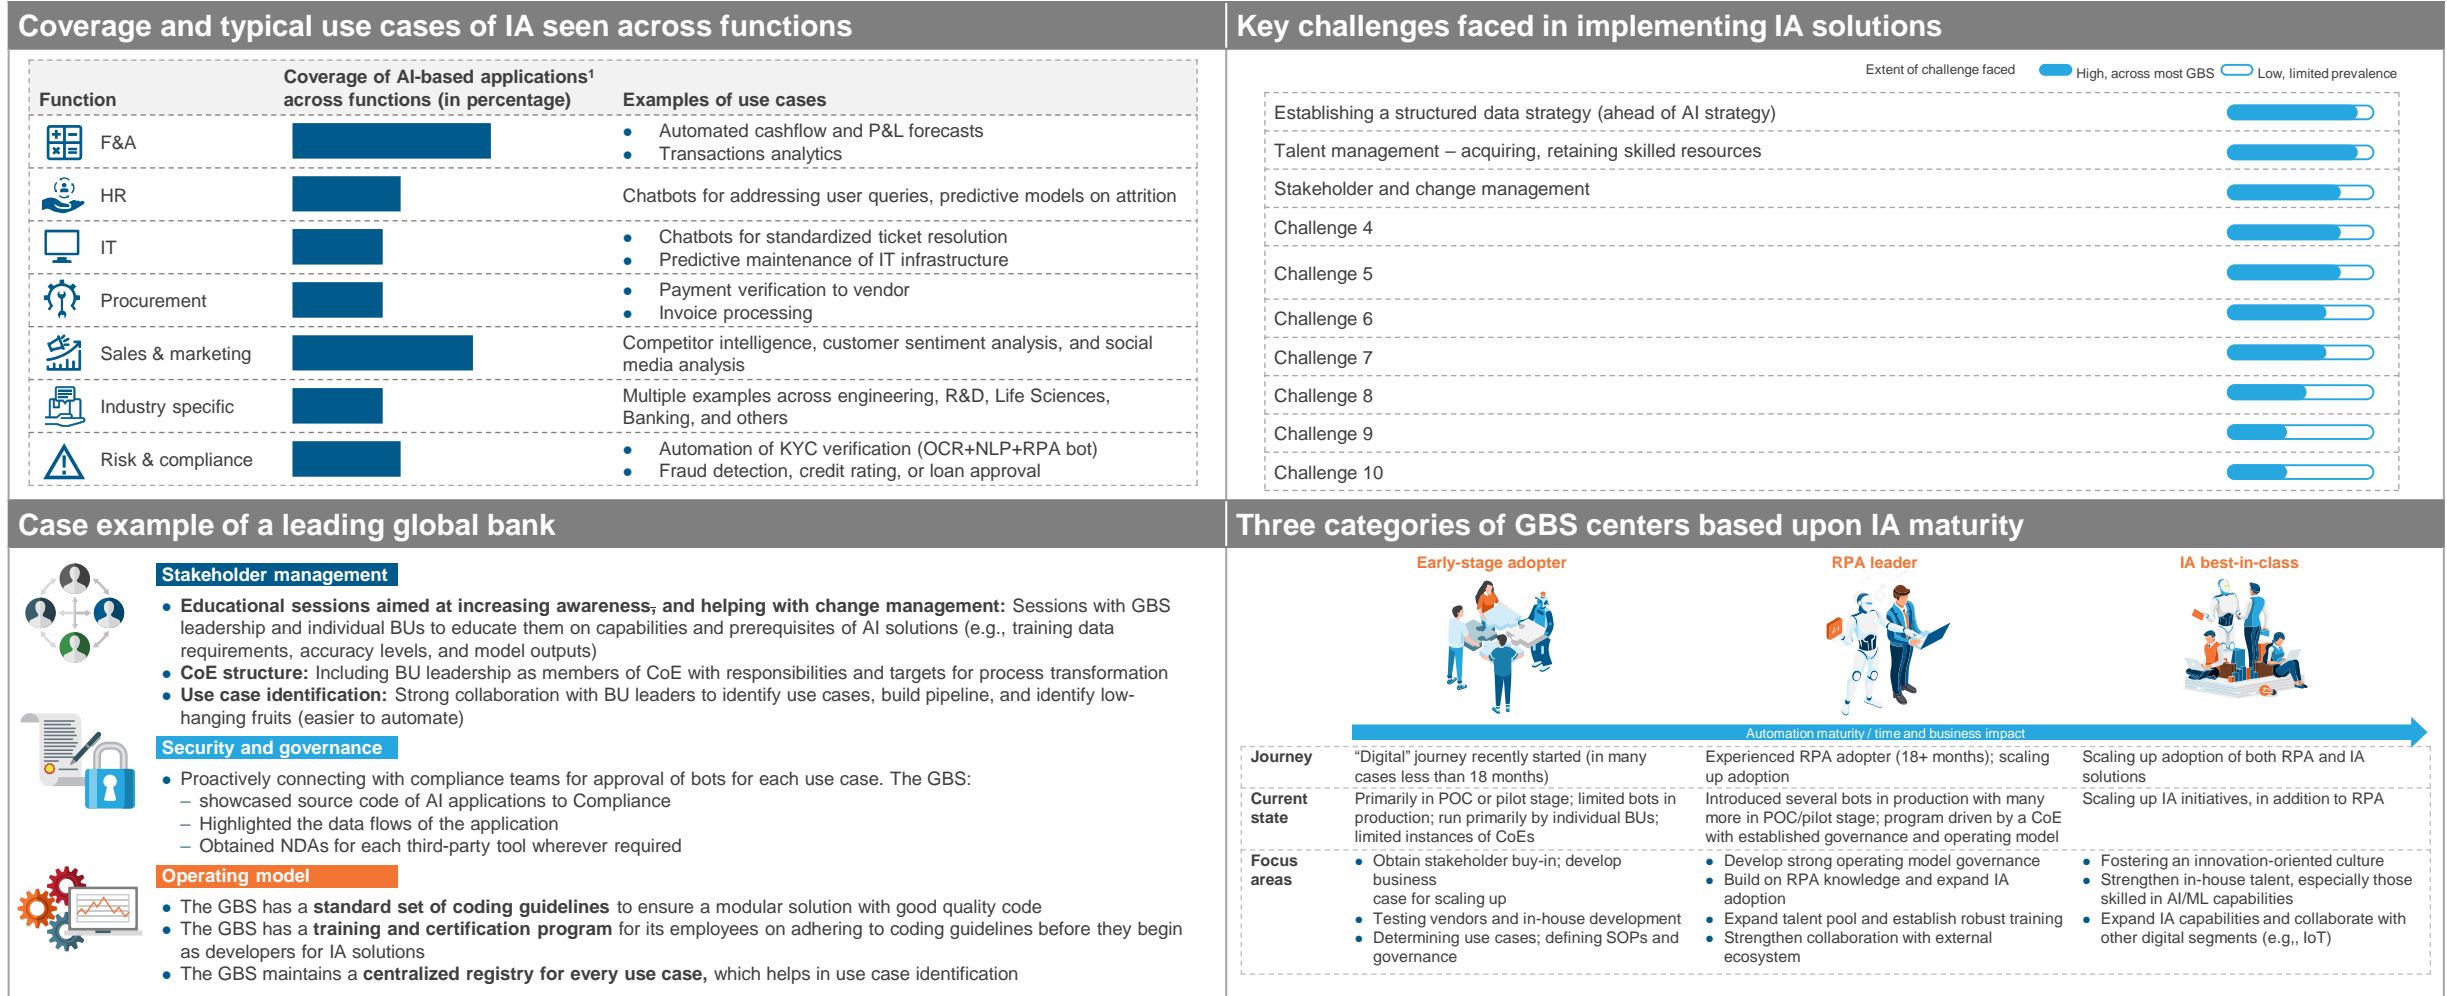 Coverage and typical use cases of IA seen across functions
Function
Coverage of AI-based applications¹
across functions (in percentage)
Examples of use cases
F&A
● Automated cashflow and P&L forecasts
● Transactions analytics
HR
Chatbots for addressing user queries, predictive models on attrition
IT
● Chatbots for standardized ticket resolution
● Predictive maintenance of IT infrastructure
Procurement
● Payment verification to vendor
● Invoice processing
Sales & marketing
Competitor intelligence, customer sentiment analysis, and social
media analysis
Industry specific
Multiple examples across engineering, R&D, Life Sciences,
Banking, and others
Risk & compliance
● Automation of KYC verification (OCR+NLP+RPA bot)
● Fraud detection, credit rating, or loan approval
Key challenges faced in implementing IA solutions
Extent of challenge faced
High, across most GBS
Low, limited prevalence
Establishing a structured data strategy (ahead of AI strategy)
Talent management – acquiring, retaining skilled resources
Stakeholder and change management
Challenge 4
Challenge 5
Challenge 6
Challenge 7
Challenge 8
Challenge 9
Challenge 10
Case example of a leading global bank
Stakeholder management
● Educational sessions aimed at increasing awareness, and helping with change management: Sessions with GBS
leadership and individual BUs to educate them on capabilities and prerequisites of AI solutions (e.g., training data
requirements, accuracy levels, and model outputs)
● CoE structure: Including BU leadership as members of CoE with responsibilities and targets for process transformation
● Use case identification: Strong collaboration with BU leaders to identify use cases, build pipeline, and identify low-
hanging fruits (easier to automate)
Security and governance
● Proactively connecting with compliance teams for approval of bots for each use case. The GBS:
– showcased source code of AI applications to Compliance
– Highlighted the data flows of the application
– Obtained NDAs for each third-party tool wherever required
Operating model
● The GBS has a standard set of coding guidelines to ensure a modular solution with good quality code
● The GBS has a training and certification program for its employees on adhering to coding guidelines before they begin
as developers for IA solutions
● The GBS maintains a centralized registry for every use case, which helps in use case identification
Three categories of GBS centers based upon IA maturity
Early-stage adopter
RPA leader
IA best-in-class
Automation maturity / time and business impact
Journey
"Digital" journey recently started (in many
cases less than 18 months)
Experienced RPA adopter (18+ months); scaling
up adoption
Scaling up adoption of both RPA and IA
solutions
Current
state
Primarily in POC or pilot stage; limited bots in
production; run primarily by individual BUs;
limited instances of CoEs
Introduced several bots in production with many
more in POC/pilot stage; program driven by a CoE
with established governance and operating model
Scaling up IA initiatives, in addition to RPA
Focus
areas
● Obtain stakeholder buy-in; develop
business
case for scaling up
● Testing vendors and in-house development
● Determining use cases; defining SOPs and
governance
● Develop strong operating model governance
● Build on RPA knowledge and expand IA
adoption
● Expand talent pool and establish robust training
● Strengthen collaboration with external
ecosystem
● Fostering an innovation-oriented culture
● Strengthen in-house talent, especially those
skilled in AI/ML capabilities
● Expand IA capabilities and collaborate with
other digital segments (e.g,, IoT)